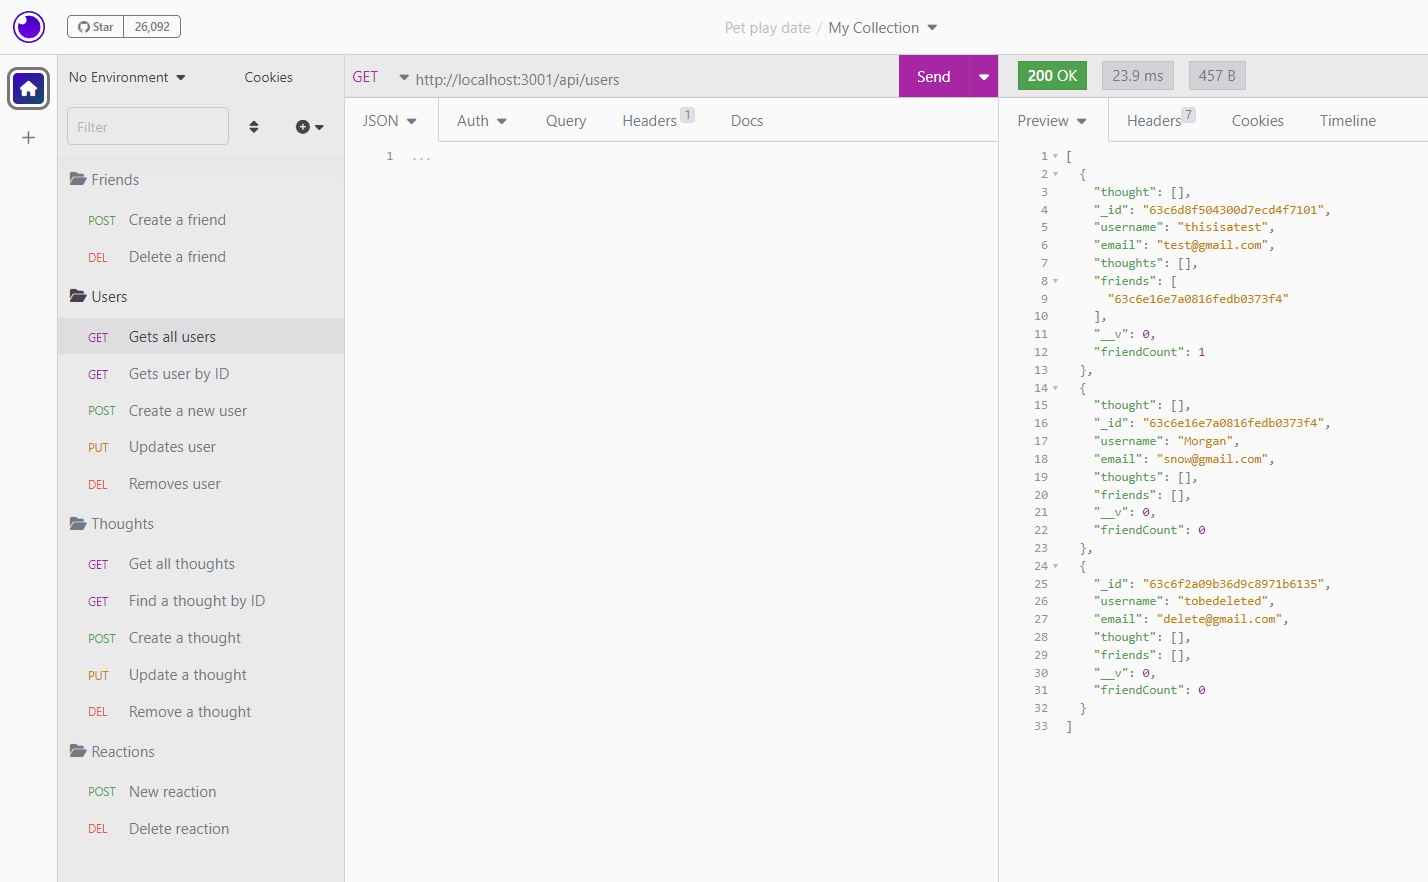 Star 26,092
Pet play date / My Collection
No Environment Cookies
Filter
Friends
POST Create a friend
DEL Delete a friend
Users
GET Gets all users
GET Gets user by ID
POST Create a new user
PUT Updates user
DEL Removes user
Thoughts
GET Get all thoughts
GET Find a thought by ID
POST Create a thought
PUT Update a thought
DEL Remove a thought
Reactions
POST New reaction
DEL Delete reaction
GET http://localhost:3001/api/users Send
JSON Auth Query Headers 1 Docs
1 ...
200 OK 23.9 ms 457 B
Preview Headers 7 Cookies Timeline
1 [
2 {
3 "thought": [],
4 "_id": "63c6d8f504300d7ecd4f7101",
5 "username": "thisisatest",
6 "email": "test@gmail.com",
7 "thoughts": [],
8 "friends": [
9 "63c6e16e7a0816fedb0373f4"
10 ],
11 "__v": 0,
12 "friendCount": 1
13 },
14 {
15 "thought": [],
16 "_id": "63c6e16e7a0816fedb0373f4",
17 "username": "Morgan",
18 "email": "snow@gmail.com",
19 "thoughts": [],
20 "friends": [],
21 "__v": 0,
22 "friendCount": 0
23 },
24 {
25 "_id": "63c6f2a09b36d9c8971b6135",
26 "username": "tobedeleted",
27 "email": "delete@gmail.com",
28 "thought": [],
29 "friends": [],
30 "__v": 0,
31 "friendCount": 0
32 }
33 ]